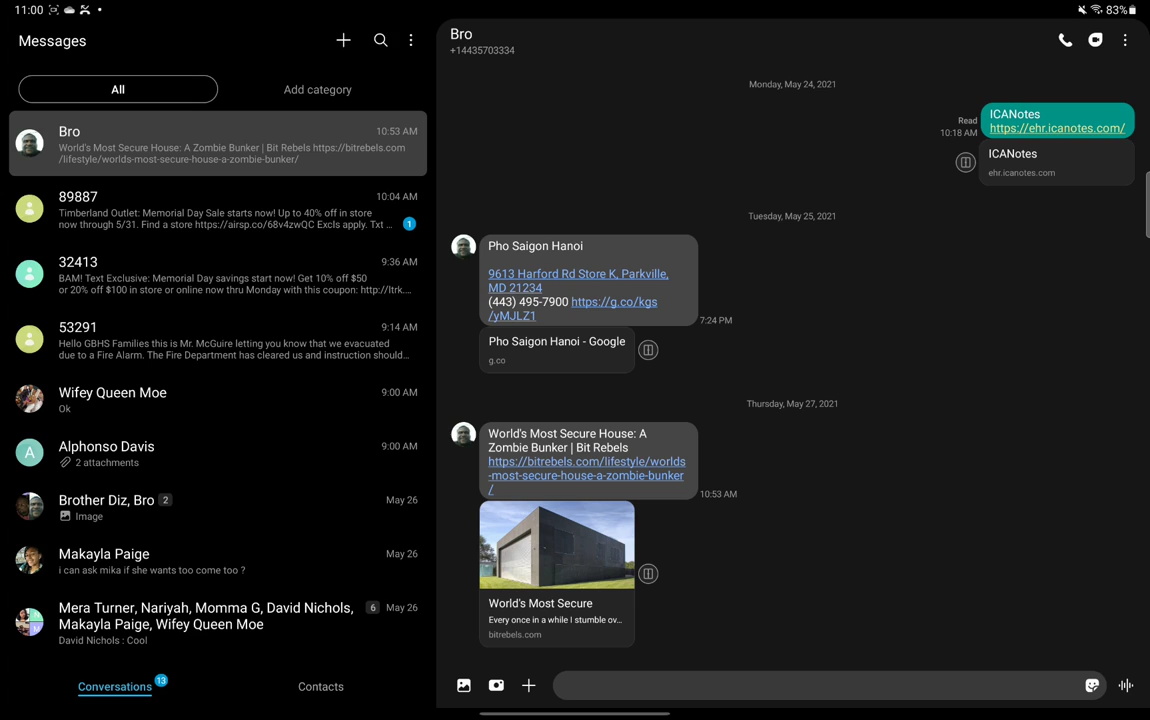 11:00
83%
Messages
All
Add category
Bro
10:53 AM
World's Most Secure House: A Zombie Bunker | Bit Rebels https://bitrebels.com
/lifestyle/worlds-most-secure-house-a-zombie-bunker/
89887
10:04 AM
Timberland Outlet: Memorial Day Sale starts now! Up to 40% off in store
now through 5/31. Find a store https://airsp.co/68v4zwQC Excls apply. Txt ...
1
32413
9:36 AM
BAM! Text Exclusive: Memorial Day savings start now! Get 10% off $50
or 20% off $100 in store or online now thru Monday with this coupon: http://ltrk....
53291
9:14 AM
Hello GBHS Families this is Mr. McGuire letting you know that we evacuated
due to a Fire Alarm. The Fire Department has cleared us and instruction should...
Wifey Queen Moe
9:00 AM
Ok
A
Alphonso Davis
9:00 AM
2 attachments
Brother Diz, Bro 2
May 26
Image
Makayla Paige
May 26
i can ask mika if she wants too come too ?
Mera Turner, Nariyah, Momma G, David Nichols,
Makayla Paige, Wifey Queen Moe
6 May 26
David Nichols : Cool
Conversations
13
Contacts
Bro
+14435703334
Monday, May 24, 2021
Read
10:18 AM
ICANotes
https://ehr.icanotes.com/
ICANotes
ehr.icanotes.com
Tuesday, May 25, 2021
Pho Saigon Hanoi
9613 Harford Rd Store K, Parkville,
MD 21234
(443) 495-7900 https://g.co/kgs
/yMJLZ1
7:24 PM
Pho Saigon Hanoi - Google
g.co
Thursday, May 27, 2021
World's Most Secure House: A
Zombie Bunker | Bit Rebels
https://bitrebels.com/lifestyle/worlds
-most-secure-house-a-zombie-bunker
/
10:53 AM
World's Most Secure
Every once in a while I stumble ov...
bitrebels.com